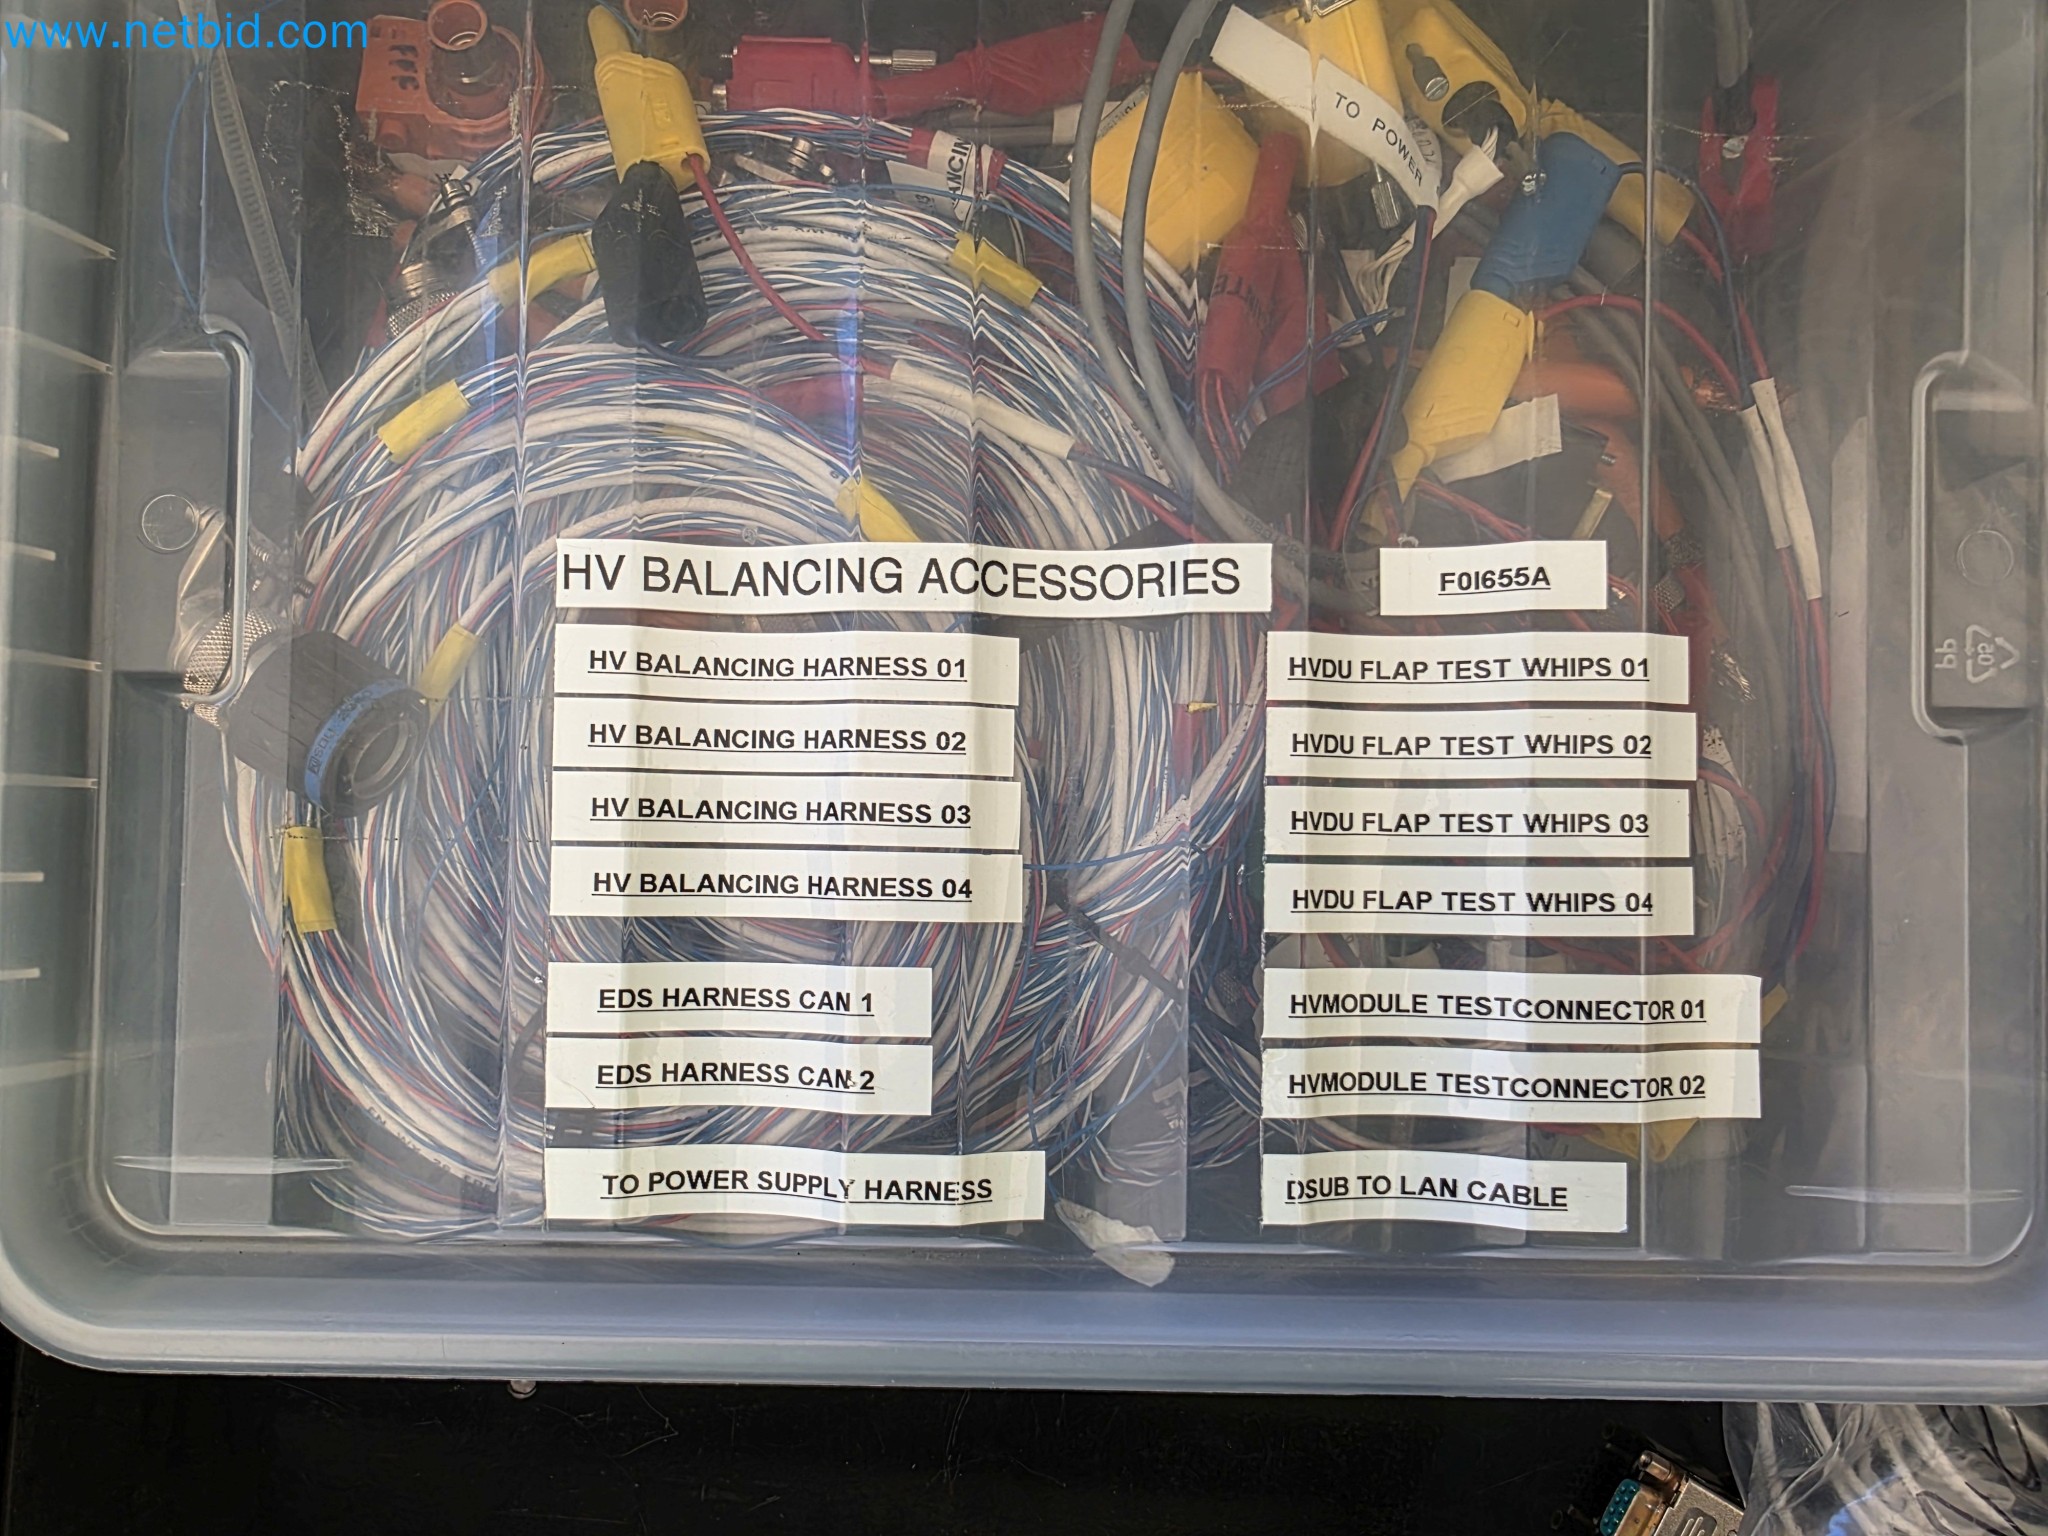 www.netbid.com
TO POWER
HV BALANCING ACCESSORIES
F0I655A
HV BALANCING HARNESS 01
HV BALANCING HARNESS 02
HV BALANCING HARNESS 03
HV BALANCING HARNESS 04
EDS HARNESS CAN 1
EDS HARNESS CAN 2
TO POWER SUPPLY HARNESS
HVDU FLAP TEST WHIPS 01
HVDU FLAP TEST WHIPS 02
HVDU FLAP TEST WHIPS 03
HVDU FLAP TEST WHIPS 04
HVMODULE TESTCONNECTOR 01
HVMODULE TESTCONNECTOR 02
DSUB TO LAN CABLE
PP
05